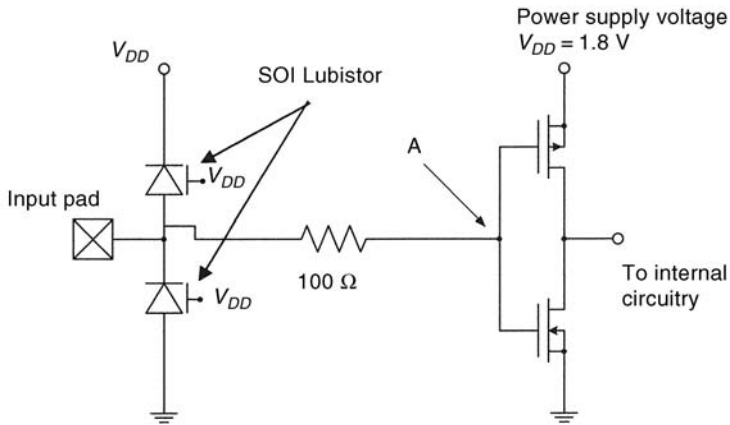 Power supply voltage
V_DD = 1.8 V
V_DD
SOI Lubistor
A
V_DD
Input pad
100 Ω
V_DD
To internal
circuitry